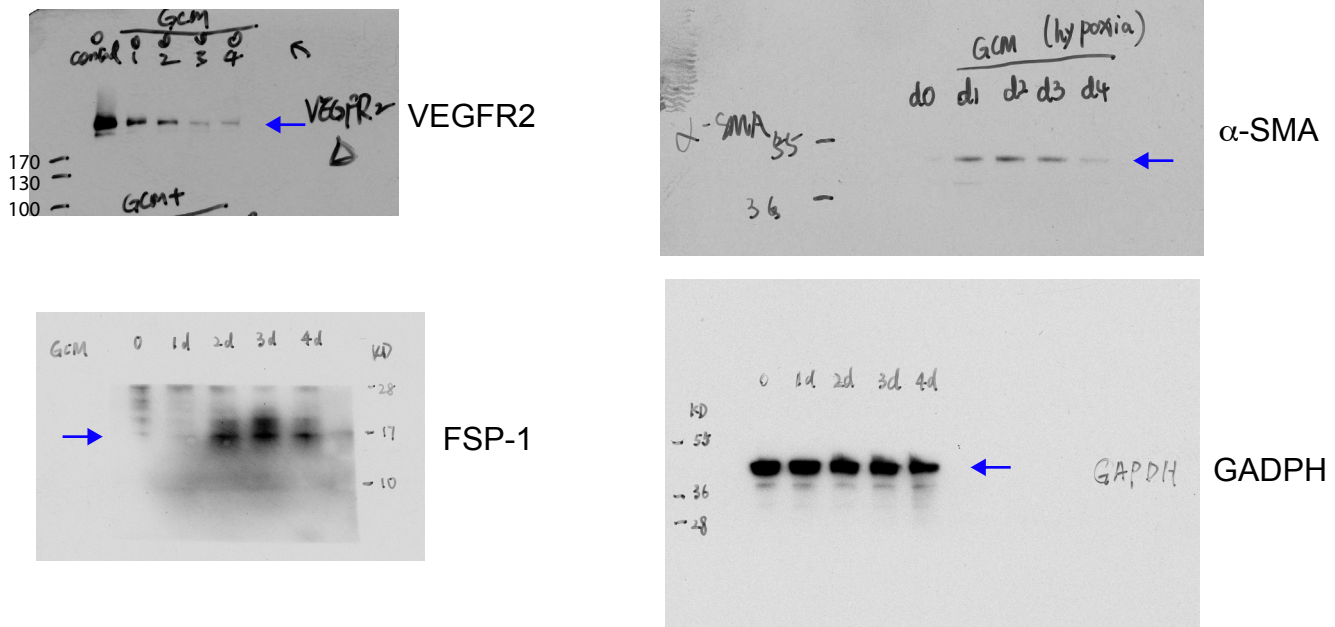 GCM
0
control 1 2 3 4
VEGFR2
VEGFR2
170
130
100
GCM+
GCM (hypoxia)
d0 d1 d2 d3 d4
α-SMA 55
36
α-SMA
GCM 0 1d 2d 3d 4d KD
28
17
10
FSP-1
0 1d 2d 3d 4d
KD
55
36
28
GAPDH
GADPH